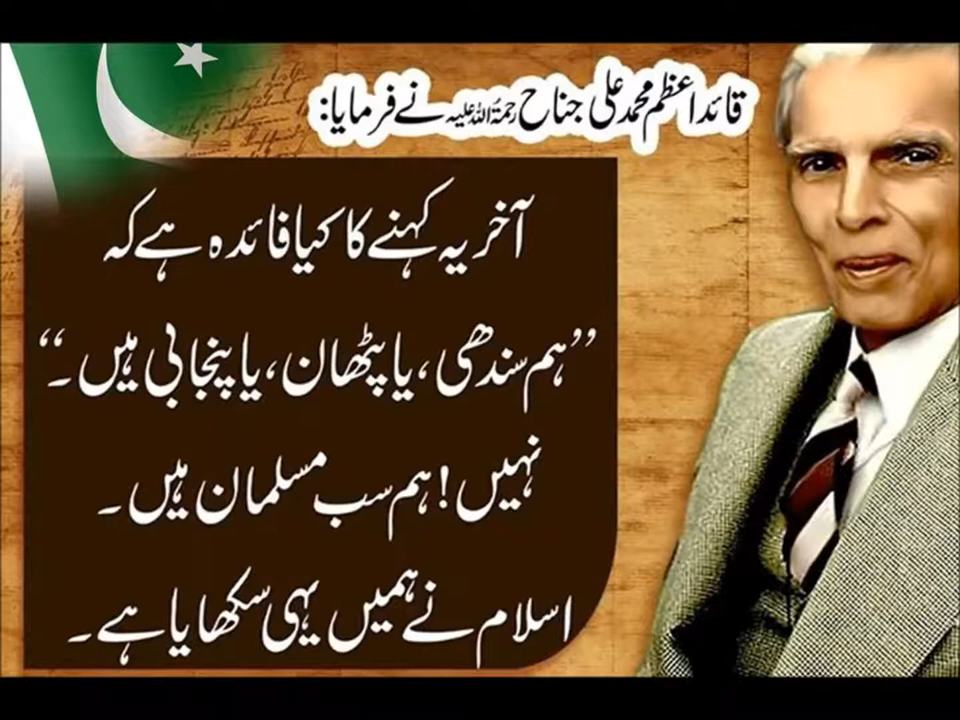 قائداعظم محمد علی جناح رحمۃ اللہ علیہ نے فرمایا:
آخر یہ کہنے کا کیا فائدہ ہے کہ
”ہم سندھی، یا پٹھان، یا پنجابی ہیں۔“
نہیں! ہم سب مسلمان ہیں۔
اسلام نے ہمیں یہی سکھایا ہے۔